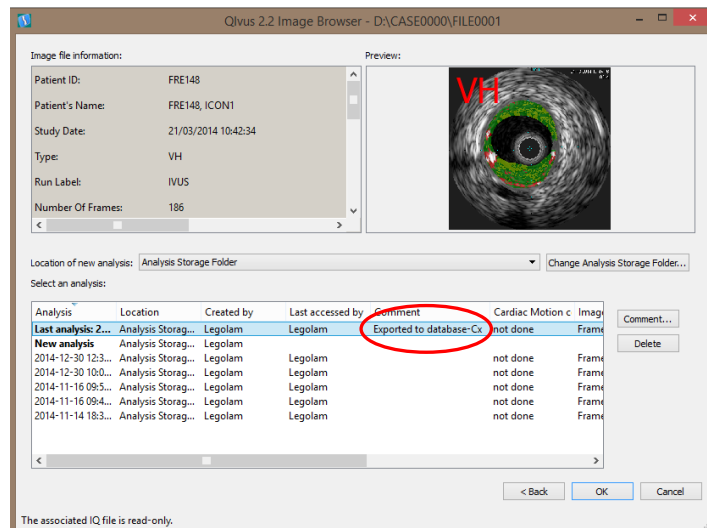 QIvus 2.2 Image Browser - D:\CASE0000\FILE0001
Image file information:
Preview:
Patient ID: FRE148
Patient's Name: FRE148, ICON1
Study Date: 21/03/2014 10:42:34
Type: VH
Run Label: IVUS
Number Of Frames: 186
VH
Location of new analysis: Analysis Storage Folder Change Analysis Storage Folder...
Select an analysis:
Analysis Location Created by Last accessed by Comment Cardiac Motion c Image
Last analysis: 2... Analysis Storag... Legolam Legolam Exported to database-Cx not done Frame
New analysis Analysis Storag... Legolam
2014-12-30 12:3... Analysis Storag... Legolam Legolam not done Frame
2014-12-30 10:0... Analysis Storag... Legolam Legolam not done Frame
2014-11-16 09:5... Analysis Storag... Legolam Legolam not done Frame
2014-11-16 09:4... Analysis Storag... Legolam Legolam not done Frame
2014-11-14 18:3... Analysis Storag... Legolam Legolam not done Frame
Comment...
Delete
< Back OK Cancel
The associated IQ file is read-only.